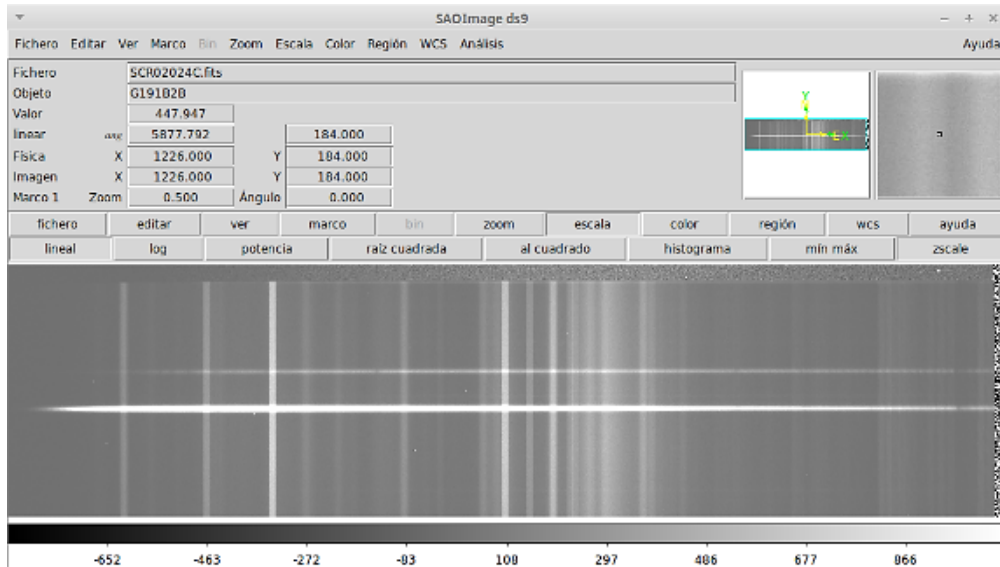 SAOImage ds9
Fichero Editar Ver Marco Bin Zoom Escala Color Región WCS Análisis Ayuda
Fichero SCR02024C.fits
Objeto G191B2B
Valor 447.947
linear ang 5877.792 184.000
Física X 1226.000 Y 184.000
Imagen X 1226.000 Y 184.000
Marco 1 Zoom 0.500 Ángulo 0.000
fichero editar ver marco bin zoom escala color región wcs ayuda
lineal log potencia raíz cuadrada al cuadrado histograma mín máx zscale
-652 -463 -272 -83 108 297 486 677 866